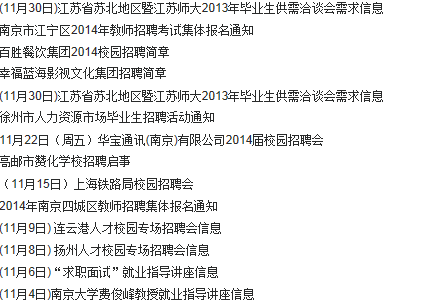 (11月30日)江苏省苏北地区暨江苏师大2013年毕业生供需洽谈会需求信息
南京市江宁区2014年教师招聘考试集体报名通知
百胜餐饮集团2014校园招聘简章
幸福蓝海影视文化集团招聘简章
(11月30日)江苏省苏北地区暨江苏师大2013年毕业生供需洽谈会需求信息
徐州市人力资源市场毕业生招聘活动通知
11月22日（周五）华宝通讯(南京)有限公司2014届校园招聘会
高邮市赞化学校招聘启事
（11月15日）上海铁路局校园招聘会
2014年南京四城区教师招聘集体报名通知
(11月9日) 连云港人才校园专场招聘会信息
(11月8日) 扬州人才校园专场招聘会信息
(11月6日) “求职面试”就业指导讲座信息
(11月4日)南京大学费俊峰教授就业指导讲座信息